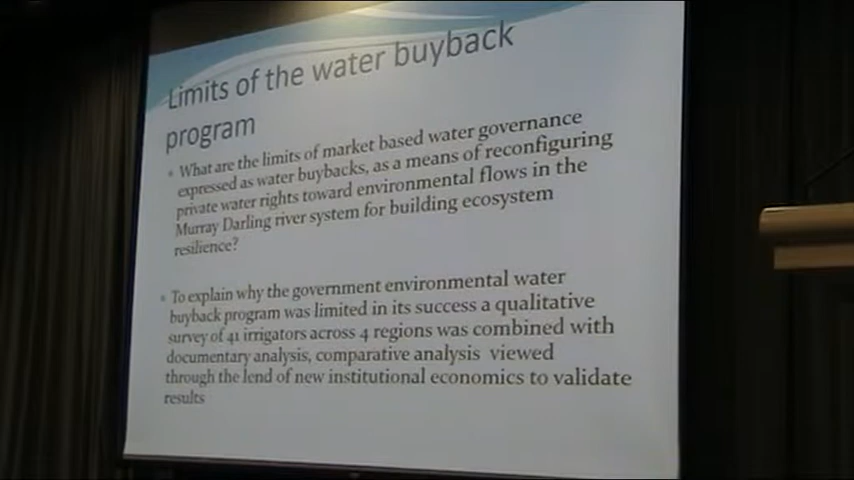 Limits of the water buyback
program
What are the limits of market based water governance
expressed as water buybacks, as a means of reconfiguring
private water rights toward environmental flows in the
Murray Darling river system for building ecosystem
resilience?
To explain why the government environmental water
buyback program was limited in its success a qualitative
survey of 41 irrigators across 4 regions was combined with
documentary analysis, comparative analysis viewed
through the lend of new institutional economics to validate
results